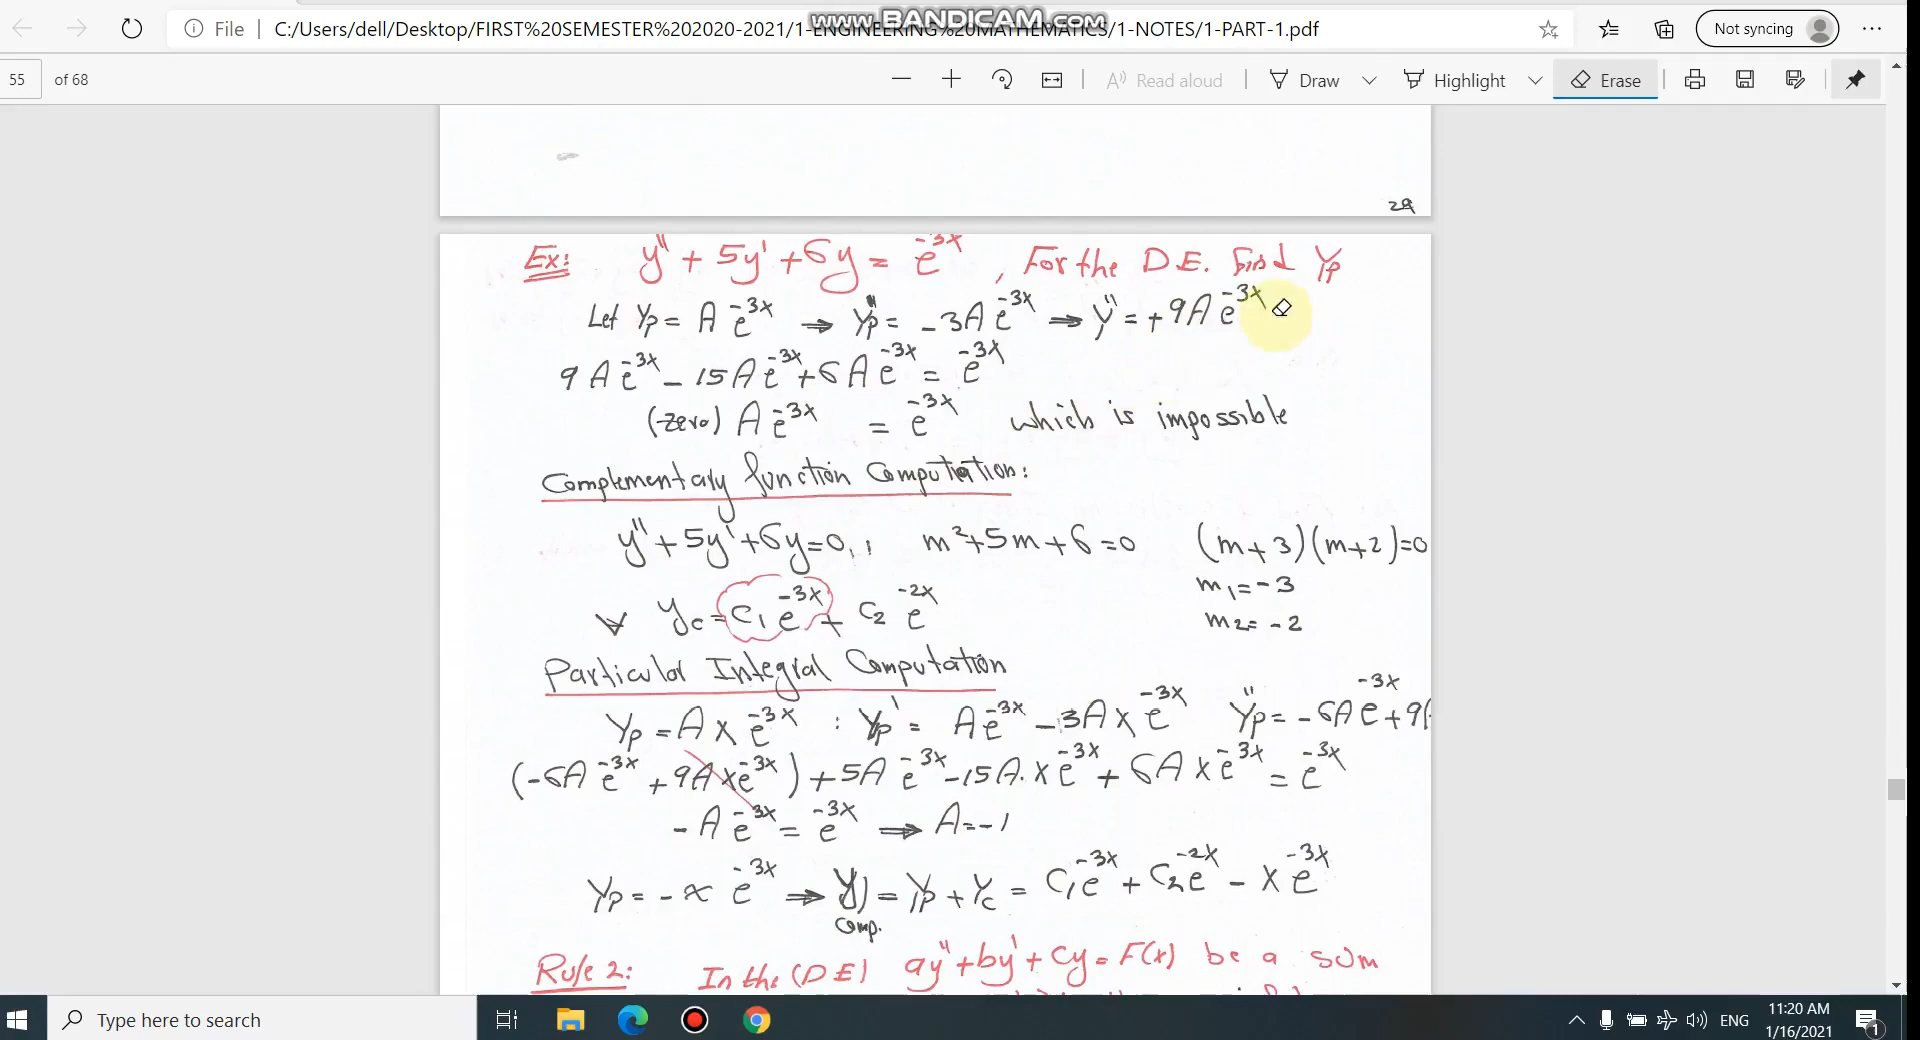 www.BANDICAM.com
File | C:/Users/dell/Desktop/FIRST%20SEMESTER%202020-2021/1-ENGINEERING%20MATHEMATICS/1-NOTES/1-PART-1.pdf
Not syncing
55 of 68
Read aloud
Draw
Highlight
Erase
29
Ex: y'' + 5y' + 6y = e^-3x , For the D.E. find Yp
Let Yp = A e^-3x ⇒ Yp'' = -3A e^-3x ⇒ y'' = +9A e^-3x
9 A e^-3x - 15 A e^-3x + 6 A e^-3x = e^-3x
(zero) A e^-3x = e^-3x which is impossible
Complementary function Computation:
y'' + 5y' + 6y = 0, , m²+5m+6=0 (m+3)(m+2)=0
m1 = -3
∀ yc = c1 e^-3x + c2 e^-2x
m2 = -2
Particular Integral Computation
Yp = A x e^-3x : Yp' = A e^-3x - 3A x e^-3x Yp'' = -6A e^-3x + 9
(-6A e^-3x + 9A x e^-3x) + 5A e^-3x - 15A. x e^-3x + 6A x e^-3x = e^-3x
- A e^-3x = e^-3x ⇒ A = -1
Yp = - x e^-3x ⇒ y) = Yp + Yc = C1 e^-3x + C2 e^-2x - x e^-3x
Comp.
Rule 2: In the (DE) ay'' + by' + cy = F(x) be a sum
Type here to search
ENG
11:20 AM
1/16/2021
1